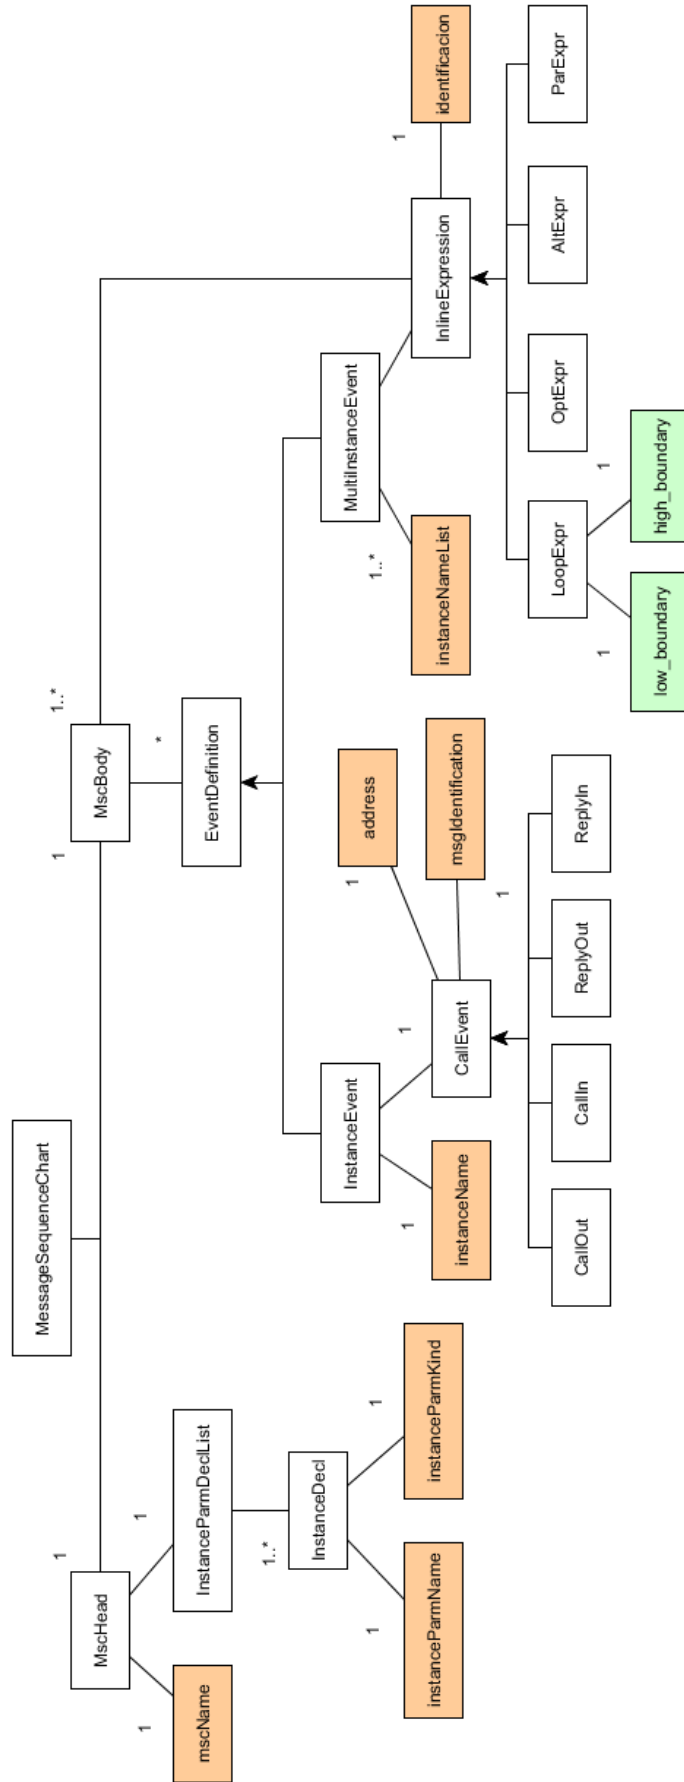 MessageSequenceChart
1
1
1..*
MscHead
MscBody
1
1
*
mscName
InstanceParmDeclList
EventDefinition
1..*
InstanceDecl
InstanceEvent
MultiInstanceEvent
1
1
1
1
1
1..*
1
instanceParmName
instanceParmKind
instanceName
CallEvent
address
msgIdentification
instanceNameList
InlineExpression
identificacion
1
CallOut
CallIn
ReplyOut
ReplyIn
LoopExpr
OptExpr
AltExpr
ParExpr
1
1
low_boundary
high_boundary